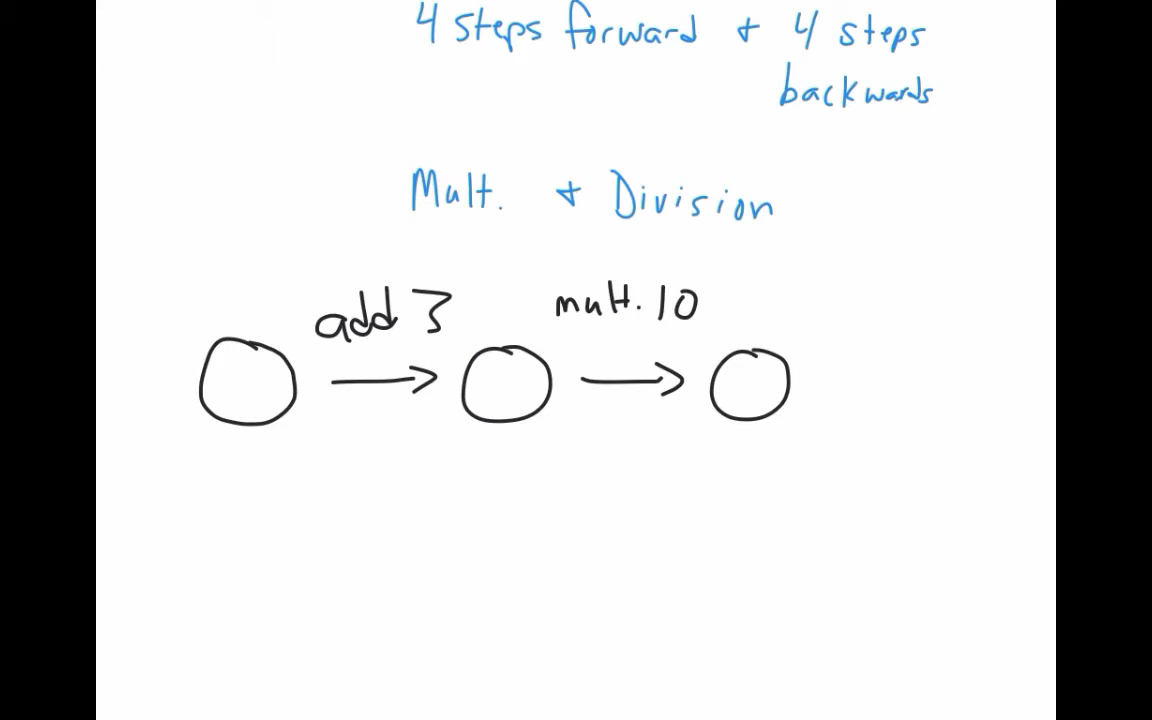 4 steps forward + 4 steps
backwards
Mult. + Division
add 3 mult. 10